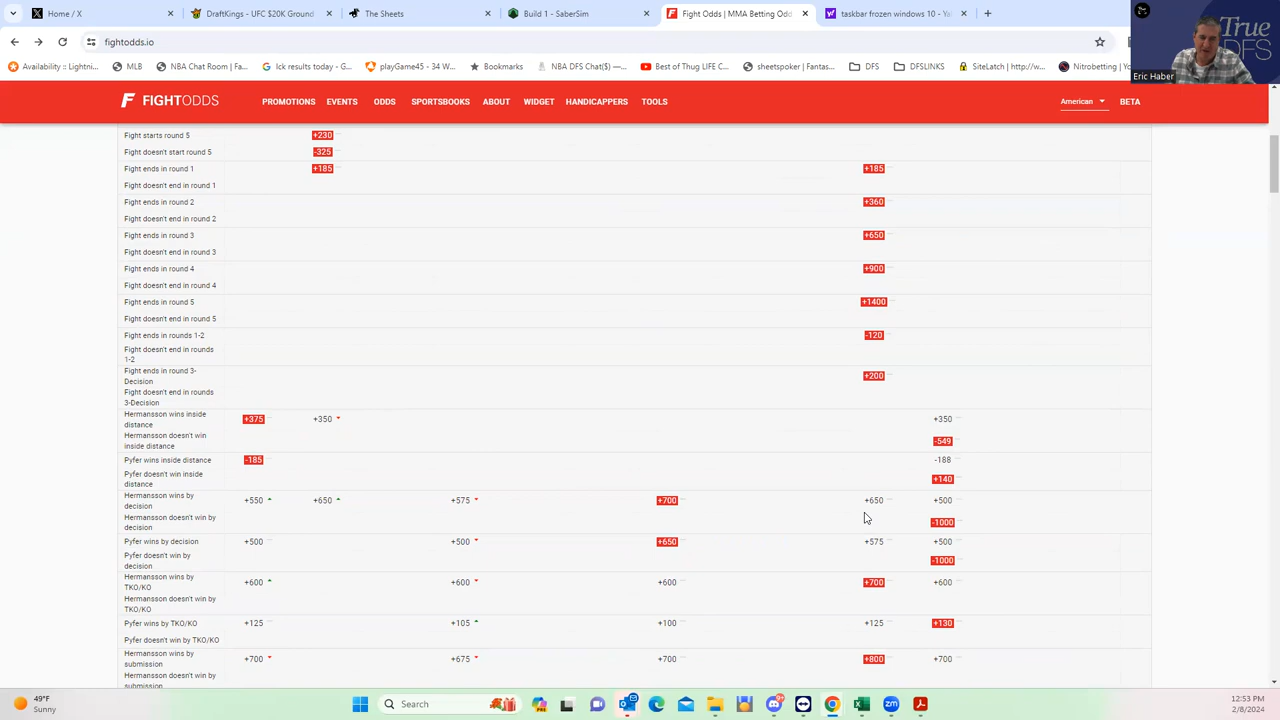 Home / X
DraftKings - UFC $20K Ground
The Sheets
Build 1 - SaberSim
Fight Odds | MMA Betting Odd
taskbar frozen windows 10 - Ya
fightodds.io
Availability :: Lightni...
MLB
NBA Chat Room | Fa...
Ick results today - G...
playGame45 - 34 W...
Bookmarks
NBA DFS Chat($) —...
Best of Thug LIFE C...
sheetspoker | Fantas...
DFS
DFSLINKS
SiteLatch | http://w...
Nitrobetting | https:/
True
DFS
Eric Haber
FIGHTODDS
PROMOTIONS EVENTS ODDS SPORTSBOOKS ABOUT WIDGET HANDICAPPERS TOOLS
American
BETA
Fight starts round 5 +230
Fight doesn't start round 5 -325
Fight ends in round 1 +185 +185
Fight doesn't end in round 1
Fight ends in round 2 +360
Fight doesn't end in round 2
Fight ends in round 3 +650
Fight doesn't end in round 3
Fight ends in round 4 +900
Fight doesn't end in round 4
Fight ends in round 5 +1400
Fight doesn't end in round 5
Fight ends in rounds 1-2 -120
Fight doesn't end in rounds
1-2
Fight ends in round 3-
Decision +200
Fight doesn't end in rounds
3-Decision
Hermansson wins inside
distance +375 +350 +350
Hermansson doesn't win
inside distance -549
Pyfer wins inside distance -185 -188
Pyfer doesn't win inside
distance +140
Hermansson wins by
decision +550 +650 +575 +700 +650 +500
Hermansson doesn't win by
decision -1000
Pyfer wins by decision +500 +500 +650 +575 +500
Pyfer doesn't win by
decision -1000
Hermansson wins by
TKO/KO +600 +600 +600 +700 +600
Hermansson doesn't win by
TKO/KO
Pyfer wins by TKO/KO +125 +105 +100 +125 +130
Pyfer doesn't win by TKO/KO
Hermansson wins by
submission +700 +675 +700 +800 +700
Hermansson doesn't win by
submission
49°F
Sunny
Search
12:53 PM
2/8/2024